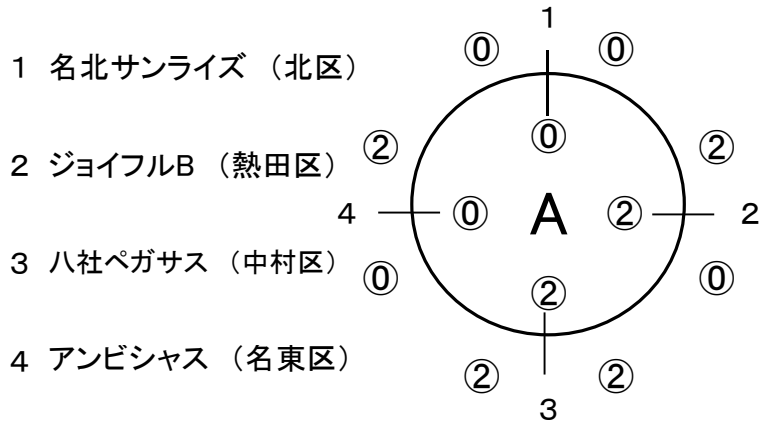 1 名北サンライズ （北区）
2 ジョイフルB （熱田区）
3 八社ペガサス （中村区）
4 アンビシャス （名東区）
1
⓪ ⓪
⓪
② ②
4 ⓪ A ② 2
⓪ ⓪
②
② ②
3